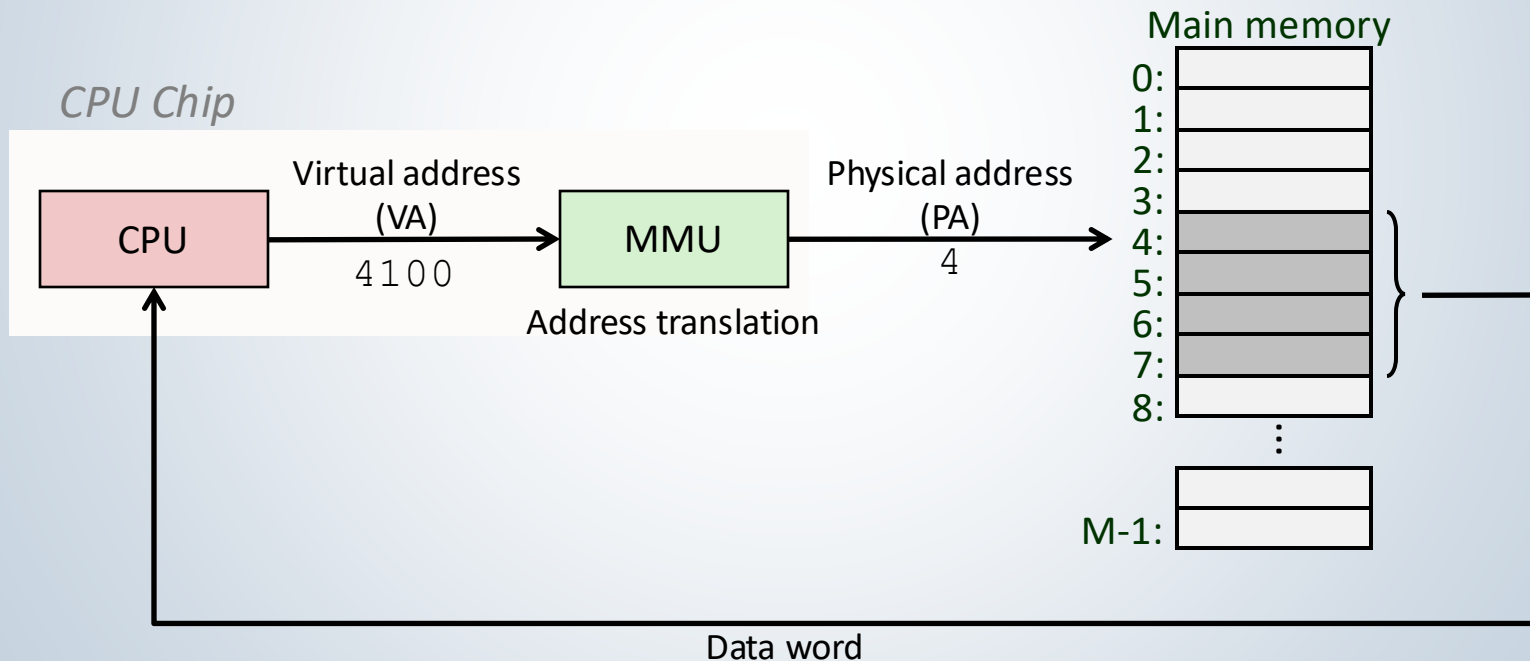 Main memory
CPU Chip
Virtual address
(VA)
4100
Physical address
(PA)
4
CPU
MMU
Address translation
0:
1:
2:
3:
4:
5:
6:
7:
8:
⋮
M-1:
Data word